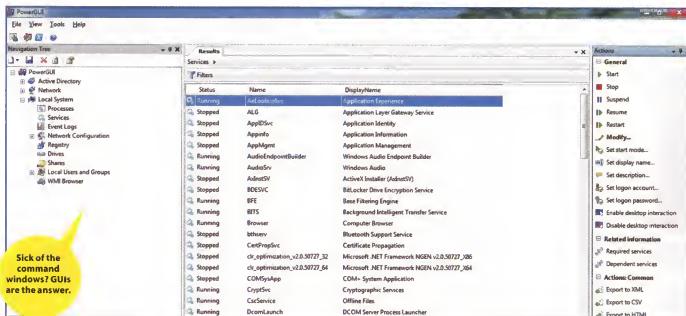 PowerGUI
File View Tools Help
Navigation Tree
PowerGUI
Active Directory
Network
Local System
Processes
Services
Event Logs
Network Configuration
Registry
Drives
Shares
Local Users and Groups
WMI Browser
Sick of the
command
windows? GUIs
are the answer.
Results
Services
Filters
Status Name DisplayName
Running AeLookupSvc Application Experience
Stopped ALG Application Layer Gateway Service
Stopped AppIDSvc Application Identity
Stopped Appinfo Application Information
Stopped AppMgmt Application Management
Running AudioEndpointBuilder Windows Audio Endpoint Builder
Running AudioSrv Windows Audio
Stopped AxInstSV ActiveX Installer (AxInstSV)
Stopped BDESVC BitLocker Drive Encryption Service
Running BFE Base Filtering Engine
Running BITS Background Intelligent Transfer Service
Running Browser Computer Browser
Stopped bthserv Bluetooth Support Service
Stopped CertPropSvc Certificate Propagation
Stopped clr_optimization_v2.0.50727_32 Microsoft .NET Framework NGEN v2.0.50727_X86
Stopped clr_optimization_v2.0.50727_64 Microsoft .NET Framework NGEN v2.0.50727_X64
Stopped COMSysApp COM+ System Application
Running CryptSvc Cryptographic Services
Running CscService Offline Files
Running DcomLaunch DCOM Server Process Launcher
Actions
General
Start
Stop
Suspend
Resume
Restart
Modify...
Set start mode...
Set display name...
Set description...
Set logon account...
Set logon password...
Enable desktop interaction
Disable desktop interaction
Related information
Required services
Dependent services
Actions: Common
Export to XML
Export to CSV
Export to HTML